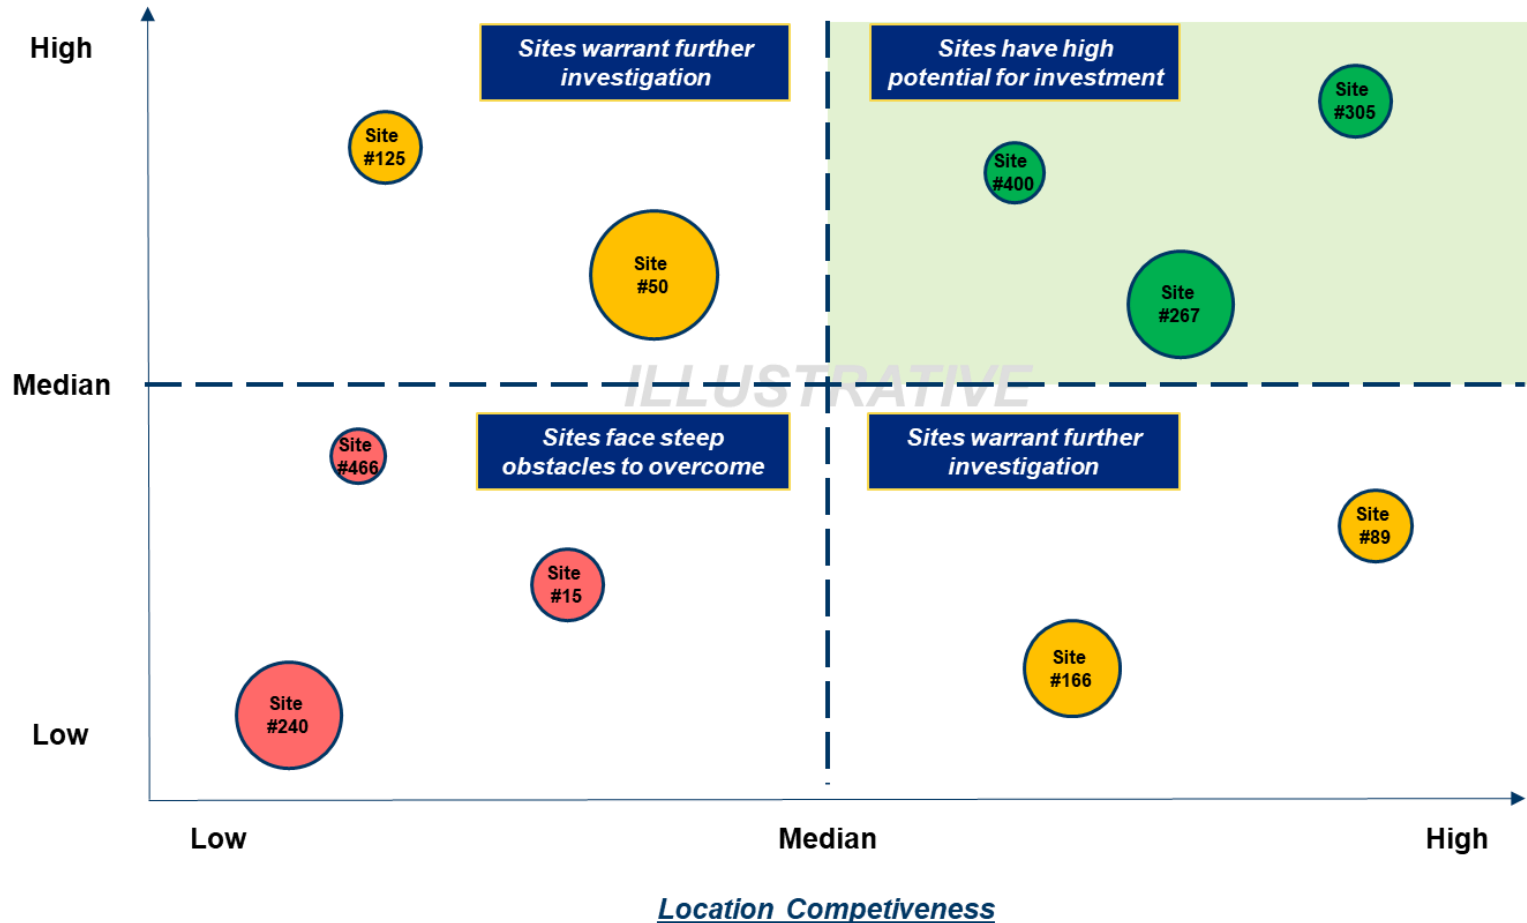 High
Sites warrant further
investigation
Sites have high
potential for investment
Site
#305
Site
#125
Site
#400
Site
#50
Site
#267
Median
ILLUSTRATIVE
Sites face steep
obstacles to overcome
Sites warrant further
investigation
Site
#466
Site
#89
Site
#15
Site
#166
Site
#240
Low
Low
Median
High
Location Competiveness